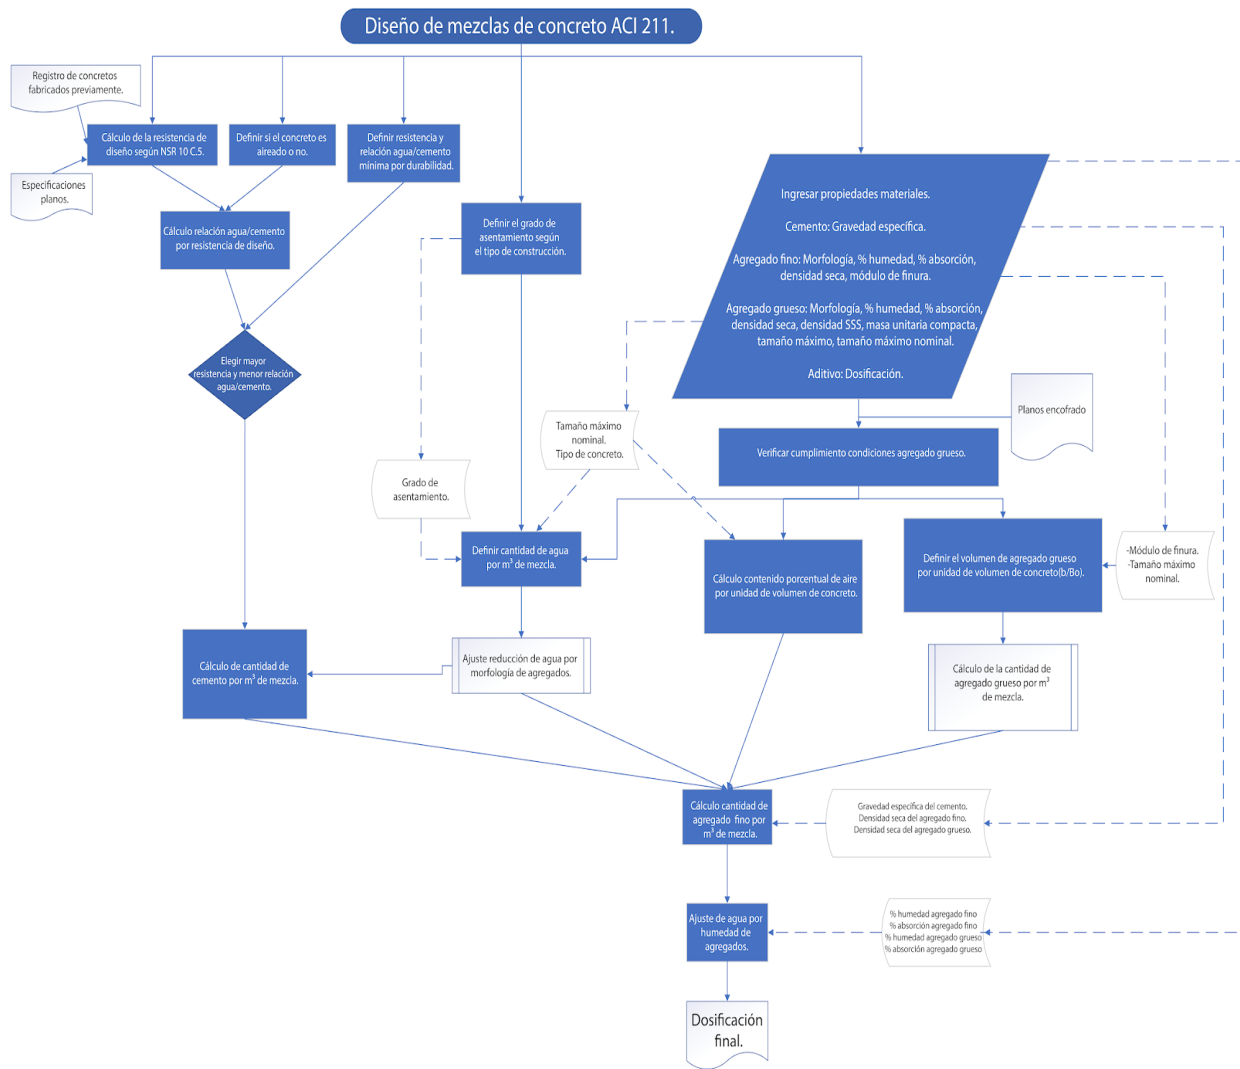 Diseño de mezclas de concreto ACI 211.
Registro de concretos
fabricados previamente.
Cálculo de la resistencia de
diseño según NSR 10 C.5.
Definir si el concreto es
aireado o no.
Definir resistencia y
relación agua/cemento
mínima por durabilidad.
Especificaciones
planos.
Cálculo relación agua/cemento
por resistencia de diseño.
Definir el grado de
asentamiento según
el tipo de construcción.
Ingresar propiedades materiales.
Cemento: Gravedad específica.
Agregado fino: Morfología, % humedad, % absorción,
densidad seca, módulo de finura.
Agregado grueso: Morfología, % humedad, % absorción,
densidad seca, densidad SSS, masa unitaria compacta,
tamaño máximo, tamaño máximo nominal.
Aditivo: Dosificación.
Elegir mayor
resistencia y menor relación
agua/cemento.
Planos encofrado
Tamaño máximo
nominal.
Tipo de concreto.
Verificar cumplimiento condiciones agregado grueso.
Grado de
asentamiento.
Definir cantidad de agua
por m³ de mezcla.
Cálculo contenido porcentual de aire
por unidad de volumen de concreto.
Definir el volumen de agregado grueso
por unidad de volumen de concreto(b/Bo).
-Módulo de finura.
-Tamaño máximo
nominal.
Cálculo de cantidad de
cemento por m³ de mezcla.
Ajuste reducción de agua por
morfología de agregados.
Cálculo de la cantidad de
agregado grueso por m³
de mezcla.
Cálculo cantidad de
agregado fino por
m³ de mezcla.
Gravedad específica del cemento.
Densidad seca del agregado fino.
Densidad seca del agregado grueso.
Ajuste de agua por
humedad de
agregados.
% humedad agregado fino
% absorción agregado fino
% humedad agregado grueso
% absorción agregado grueso
Dosificación
final.